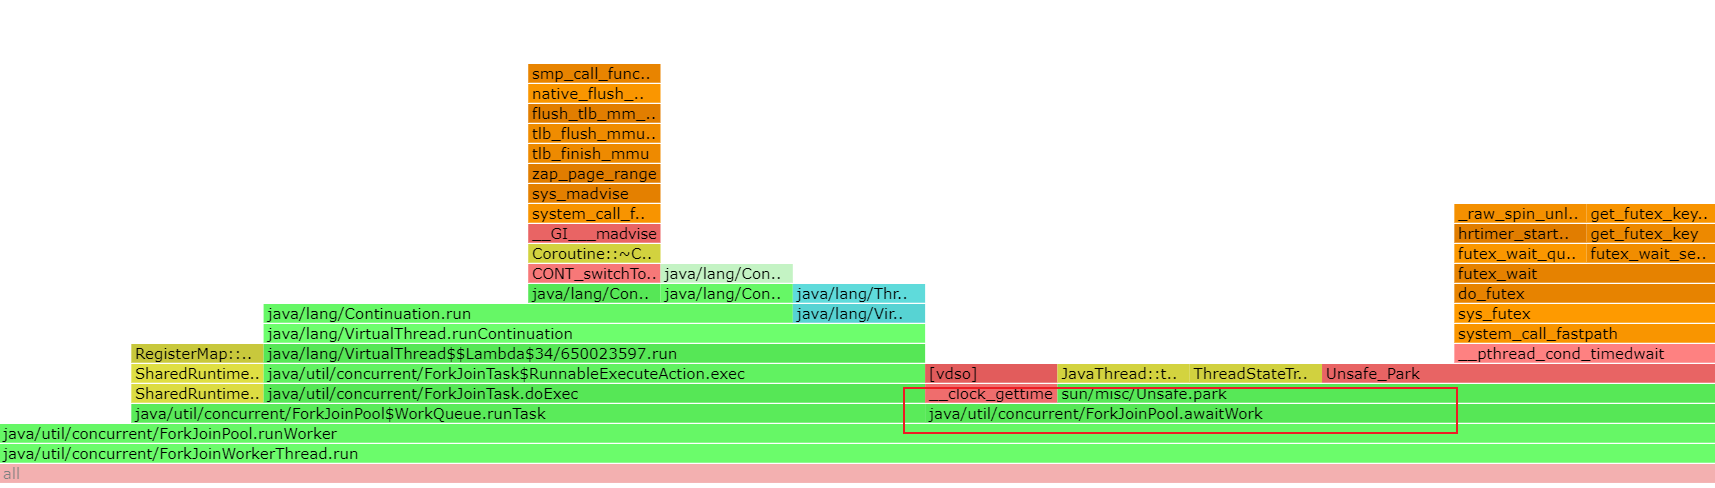 smp_call_func..
native_flush_..
flush_tlb_mm_..
tlb_flush_mmu..
tlb_finish_mmu
zap_page_range
sys_madvise
system_call_f.. _raw_spin_unl.. get_futex_key..
__GI___madvise hrtimer_start.. get_futex_key
Coroutine::~C.. futex_wait_qu.. futex_wait_se..
CONT_switchTo.. java/lang/Con.. futex_wait
java/lang/Con.. java/lang/Con.. java/lang/Thr.. do_futex
java/lang/Continuation.run java/lang/Vir.. sys_futex
java/lang/VirtualThread.runContinuation system_call_fastpath
RegisterMap::.. java/lang/VirtualThread$$Lambda$34/650023597.run __pthread_cond_timedwait
SharedRuntime.. java/util/concurrent/ForkJoinTask$RunnableExecuteAction.exec [vdso] JavaThread::t.. ThreadStateTr.. Unsafe_Park
SharedRuntime.. java/util/concurrent/ForkJoinTask.doExec __clock_gettime sun/misc/Unsafe.park
java/util/concurrent/ForkJoinPool$WorkQueue.runTask java/util/concurrent/ForkJoinPool.awaitWork
java/util/concurrent/ForkJoinPool.runWorker
java/util/concurrent/ForkJoinWorkerThread.run
all